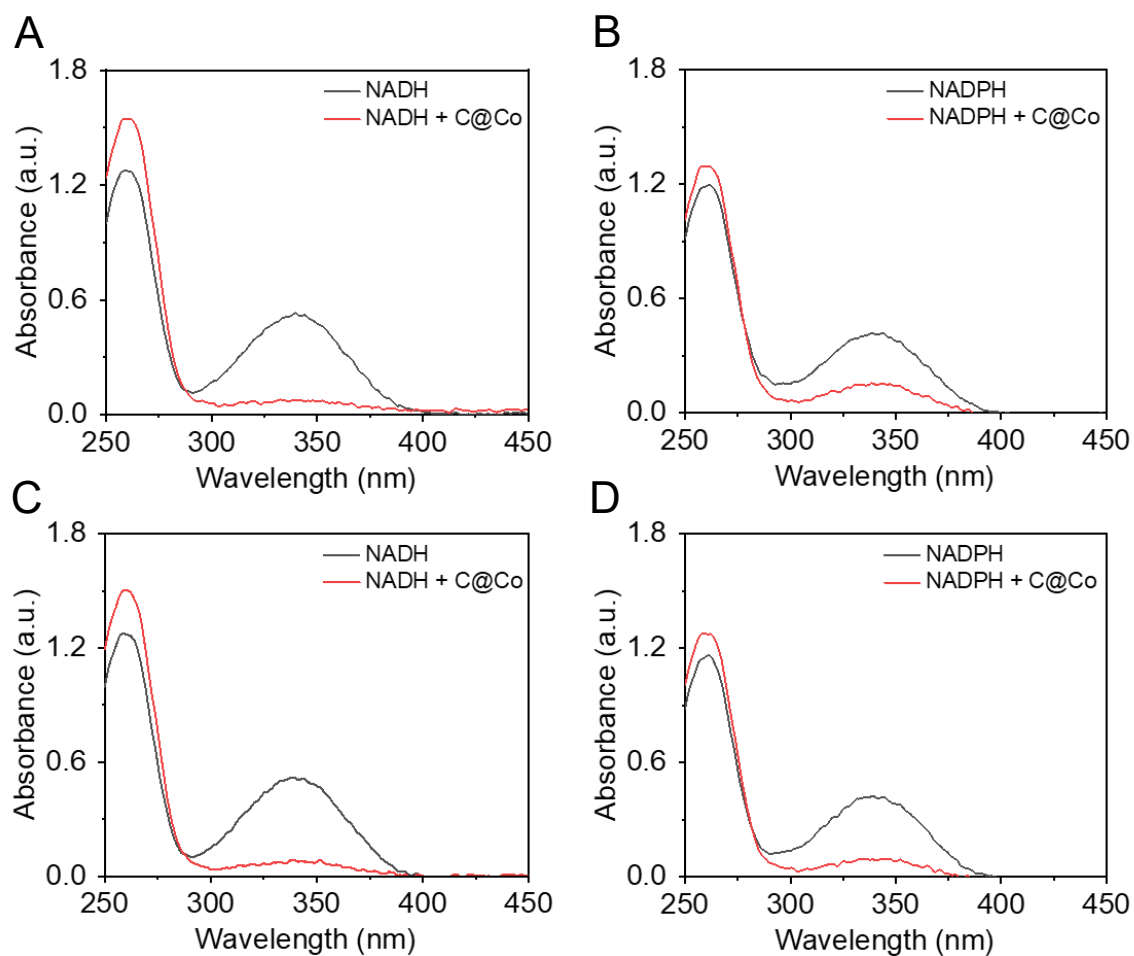 A
1.8
1.2
0.6
0.0
Absorbance (a.u.)
NADH
NADH + C@Co
250 300 350 400 450
Wavelength (nm)
B
1.8
1.2
0.6
0.0
Absorbance (a.u.)
NADPH
NADPH + C@Co
250 300 350 400 450
Wavelength (nm)
C
1.8
1.2
0.6
0.0
Absorbance (a.u.)
NADH
NADH + C@Co
250 300 350 400 450
Wavelength (nm)
D
1.8
1.2
0.6
0.0
Absorbance (a.u.)
NADPH
NADPH + C@Co
250 300 350 400 450
Wavelength (nm)